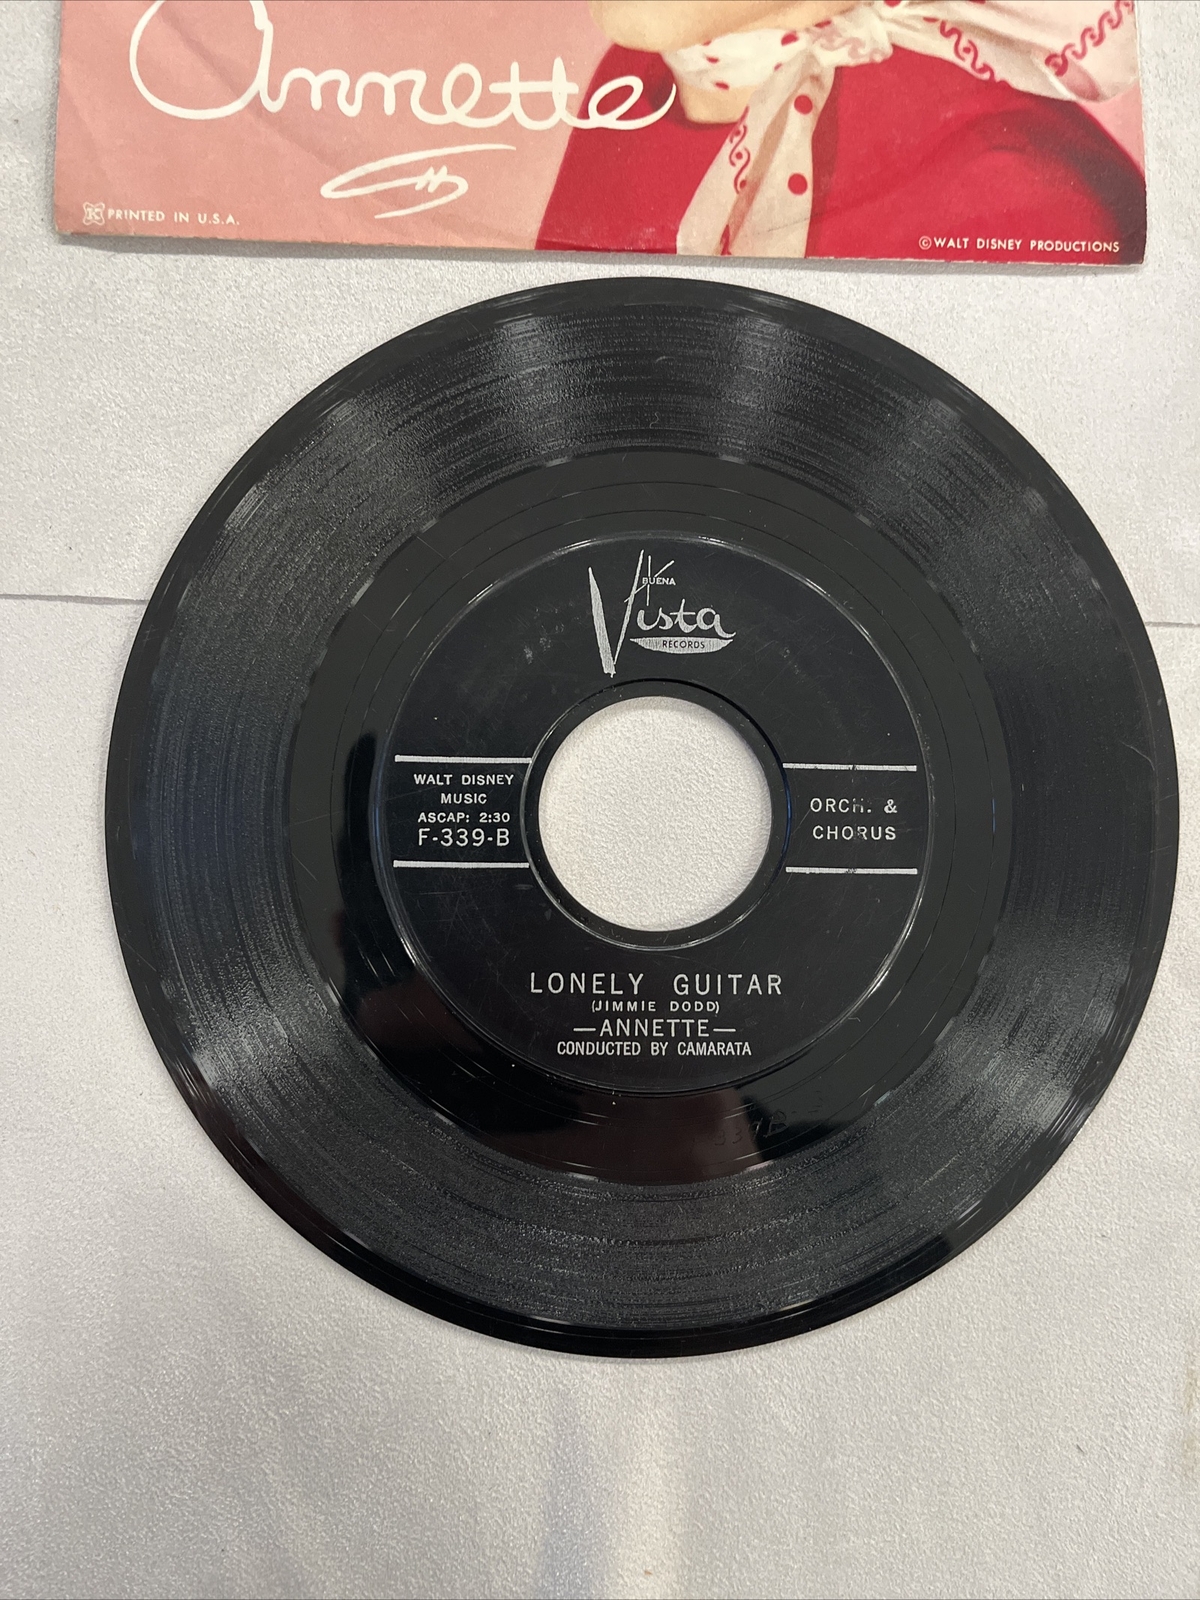 Annette
PRINTED IN U.S.A.
© WALT DISNEY PRODUCTIONS
BUENA
Vista
RECORDS
WALT DISNEY
MUSIC
ASCAP: 2:30
F-339-B
ORCH. &
CHORUS
LONELY GUITAR
(JIMMIE DODD)
—ANNETTE—
CONDUCTED BY CAMARATA